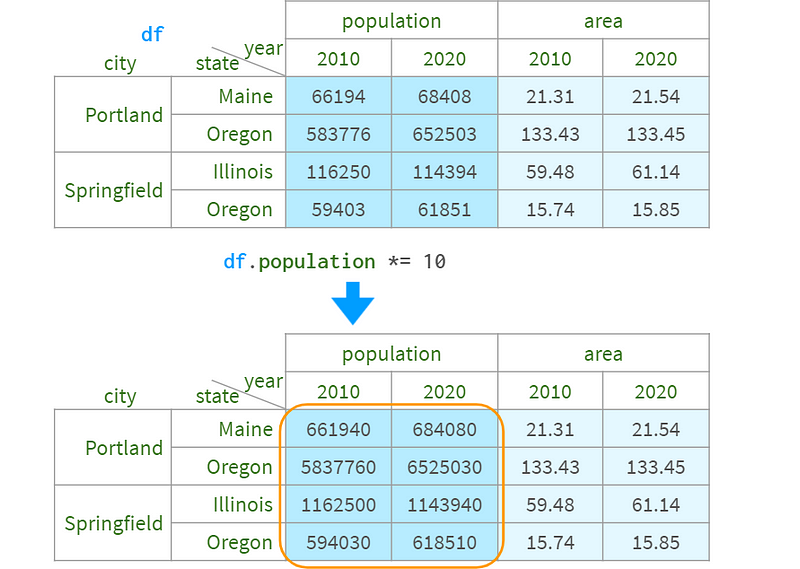 df
population area
year
city state 2010 2020 2010 2020
Portland Maine 66194 68408 21.31 21.54
Oregon 583776 652503 133.43 133.45
Springfield Illinois 116250 114394 59.48 61.14
Oregon 59403 61851 15.74 15.85
df.population *= 10
population area
year
city state 2010 2020 2010 2020
Portland Maine 661940 684080 21.31 21.54
Oregon 5837760 6525030 133.43 133.45
Springfield Illinois 1162500 1143940 59.48 61.14
Oregon 594030 618510 15.74 15.85